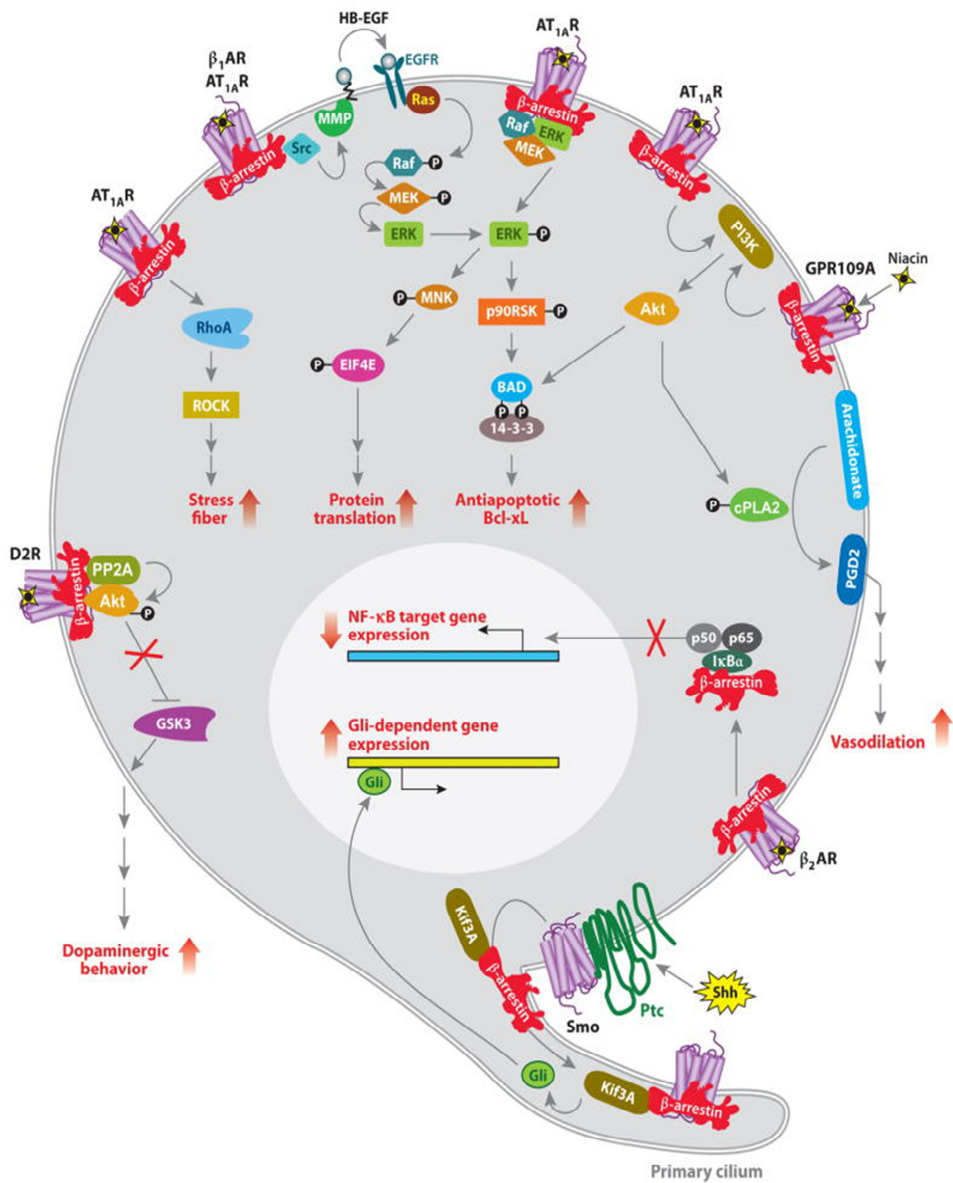 HB-EGF
EGFR
β1AR
AT1AR
MMP
Ras
Src
β-arrestin
AT1AR
β-arrestin
Raf
ERK
MEK
AT1AR
β-arrestin
AT1AR
β-arrestin
Raf
P
MEK
P
ERK
ERK
P
PI3K
GPR109A
Niacin
β-arrestin
RhoA
ROCK
Stress
fiber
P
MNK
P
EIF4E
Protein
translation
p90RSK
P
BAD
P
P
14-3-3
Antiapoptotic
Bcl-xL
Akt
P
cPLA2
Arachidonate
PGD2
Vasodilation
D2R
β-arrestin
PP2A
Akt
P
GSK3
Dopaminergic
behavior
NF-κB target gene
expression
p50
p65
IκBα
β-arrestin
Gli-dependent gene
expression
Gli
β-arrestin
β2AR
Kif3A
β-arrestin
Smo
Ptc
Shh
Gli
Kif3A
β-arrestin
Primary cilium